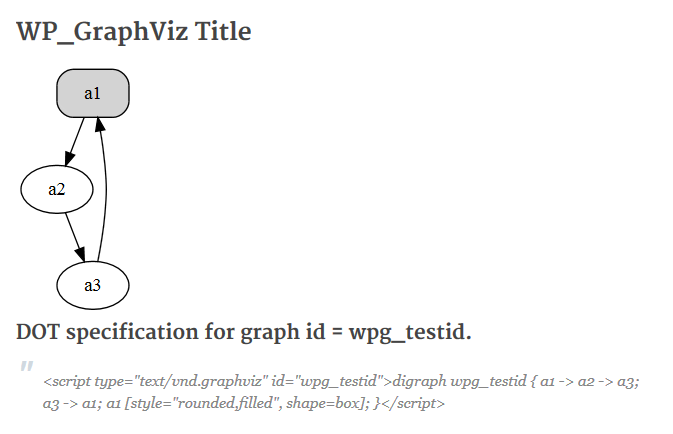 WP_GraphViz Title
a1
a2
a3
DOT specification for graph id = wpg_testid.
"
<script type="text/vnd.graphviz" id="wpg_testid">digraph wpg_testid { a1 -> a2 -> a3;
a3 -> a1; a1 [style="rounded,filled", shape=box]; }</script>